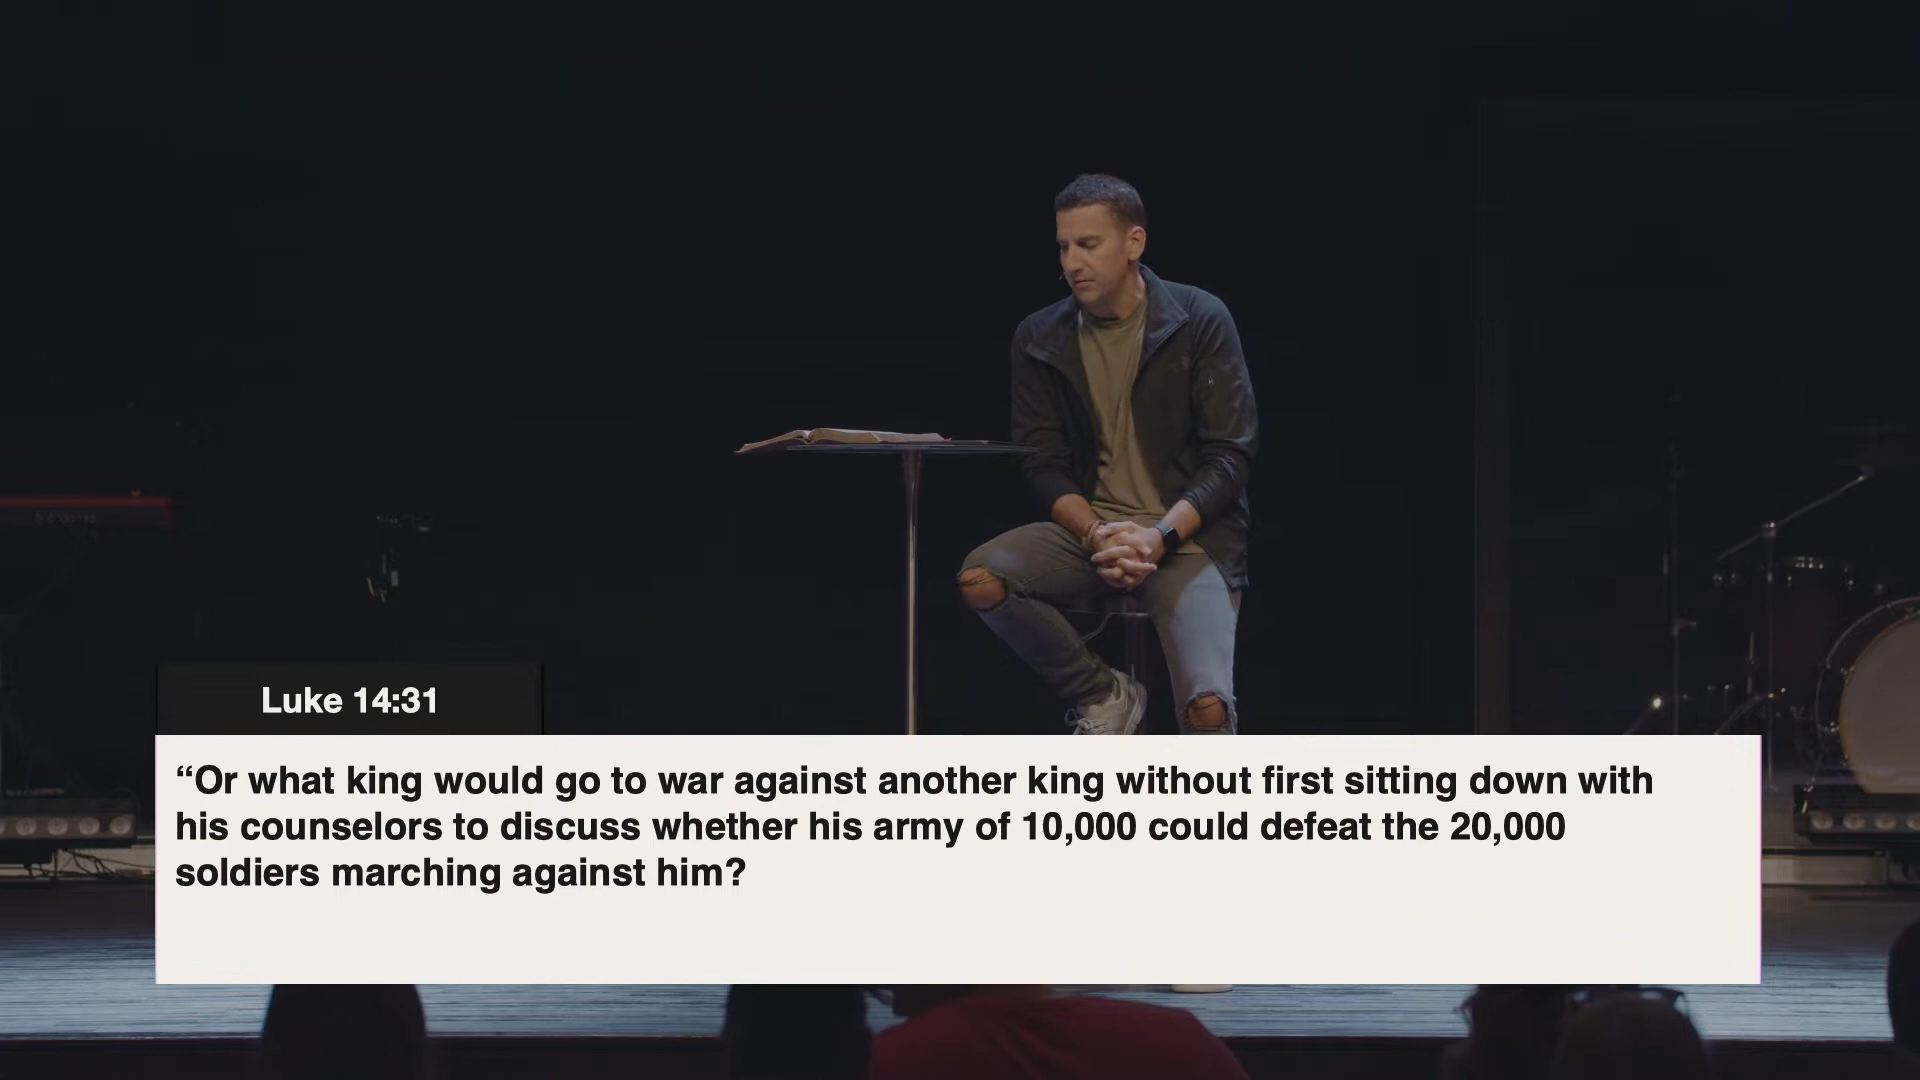 Luke 14:31
“Or what king would go to war against another king without first sitting down with
his counselors to discuss whether his army of 10,000 could defeat the 20,000
soldiers marching against him?